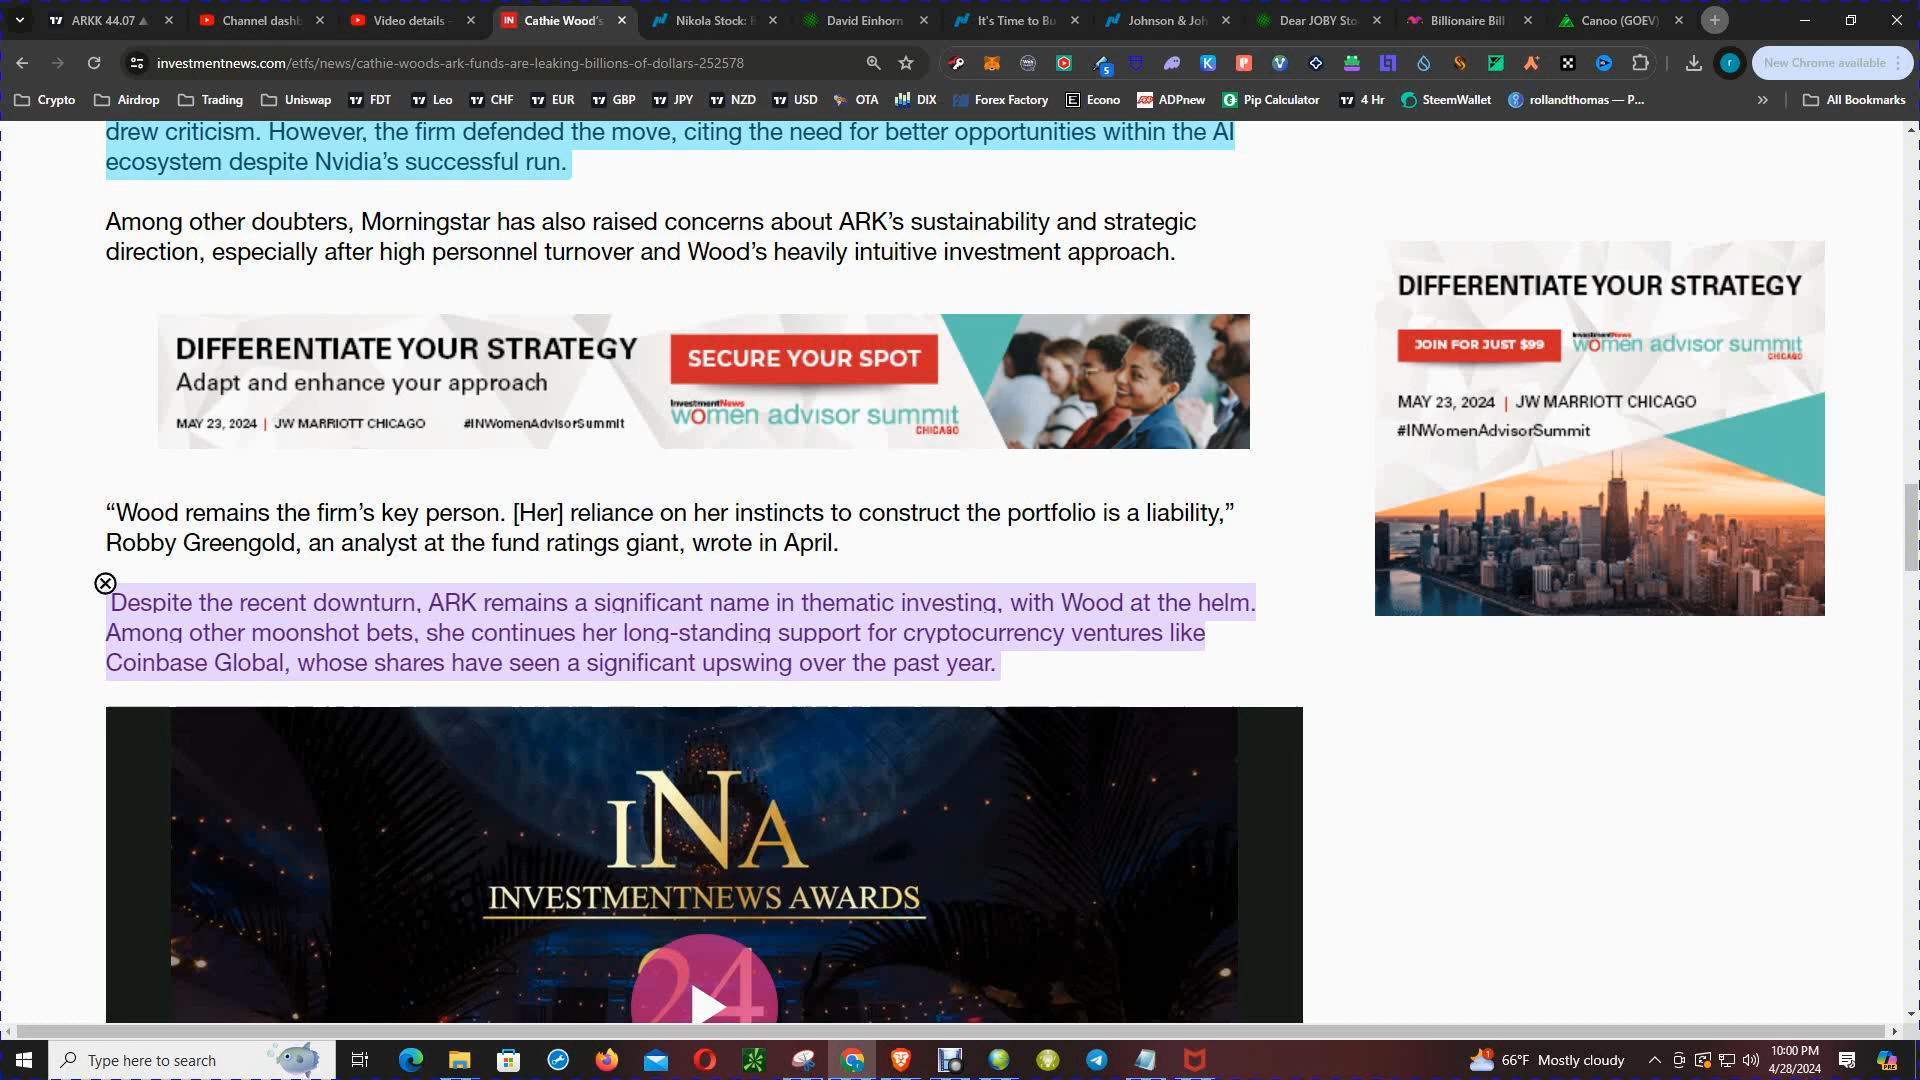 ARKK 44.07
Channel dash
Video details -
IN Cathie Wood's
Nikola Stock:
David Einhorn
It's Time to Bu
Johnson & Joh
Dear JOBY Sto
Billionaire Bill
Canoo (GOEV)
investmentnews.com/etfs/news/cathie-woods-ark-funds-are-leaking-billions-of-dollars-252578
5
r
New Chrome available
Crypto Airdrop Trading Uniswap FDT Leo CHF EUR GBP JPY NZD USD OTA DIX Forex Factory Econo ADPnew Pip Calculator 4 Hr SteemWallet rollandthomas — P... » All Bookmarks
drew criticism. However, the firm defended the move, citing the need for better opportunities within the AI
ecosystem despite Nvidia’s successful run.
Among other doubters, Morningstar has also raised concerns about ARK’s sustainability and strategic
direction, especially after high personnel turnover and Wood’s heavily intuitive investment approach.
DIFFERENTIATE YOUR STRATEGY
Adapt and enhance your approach
MAY 23, 2024 | JW MARRIOTT CHICAGO #INWomenAdvisorSummit
SECURE YOUR SPOT
InvestmentNews
women advisor summit
CHICAGO
DIFFERENTIATE YOUR STRATEGY
JOIN FOR JUST $99
InvestmentNews
women advisor summit
CHICAGO
MAY 23, 2024 | JW MARRIOTT CHICAGO
#INWomenAdvisorSummit
“Wood remains the firm’s key person. [Her] reliance on her instincts to construct the portfolio is a liability,”
Robby Greengold, an analyst at the fund ratings giant, wrote in April.
Despite the recent downturn, ARK remains a significant name in thematic investing, with Wood at the helm.
Among other moonshot bets, she continues her long-standing support for cryptocurrency ventures like
Coinbase Global, whose shares have seen a significant upswing over the past year.
INA
INVESTMENTNEWS AWARDS
24
Type here to search
66°F Mostly cloudy
10:00 PM
4/28/2024